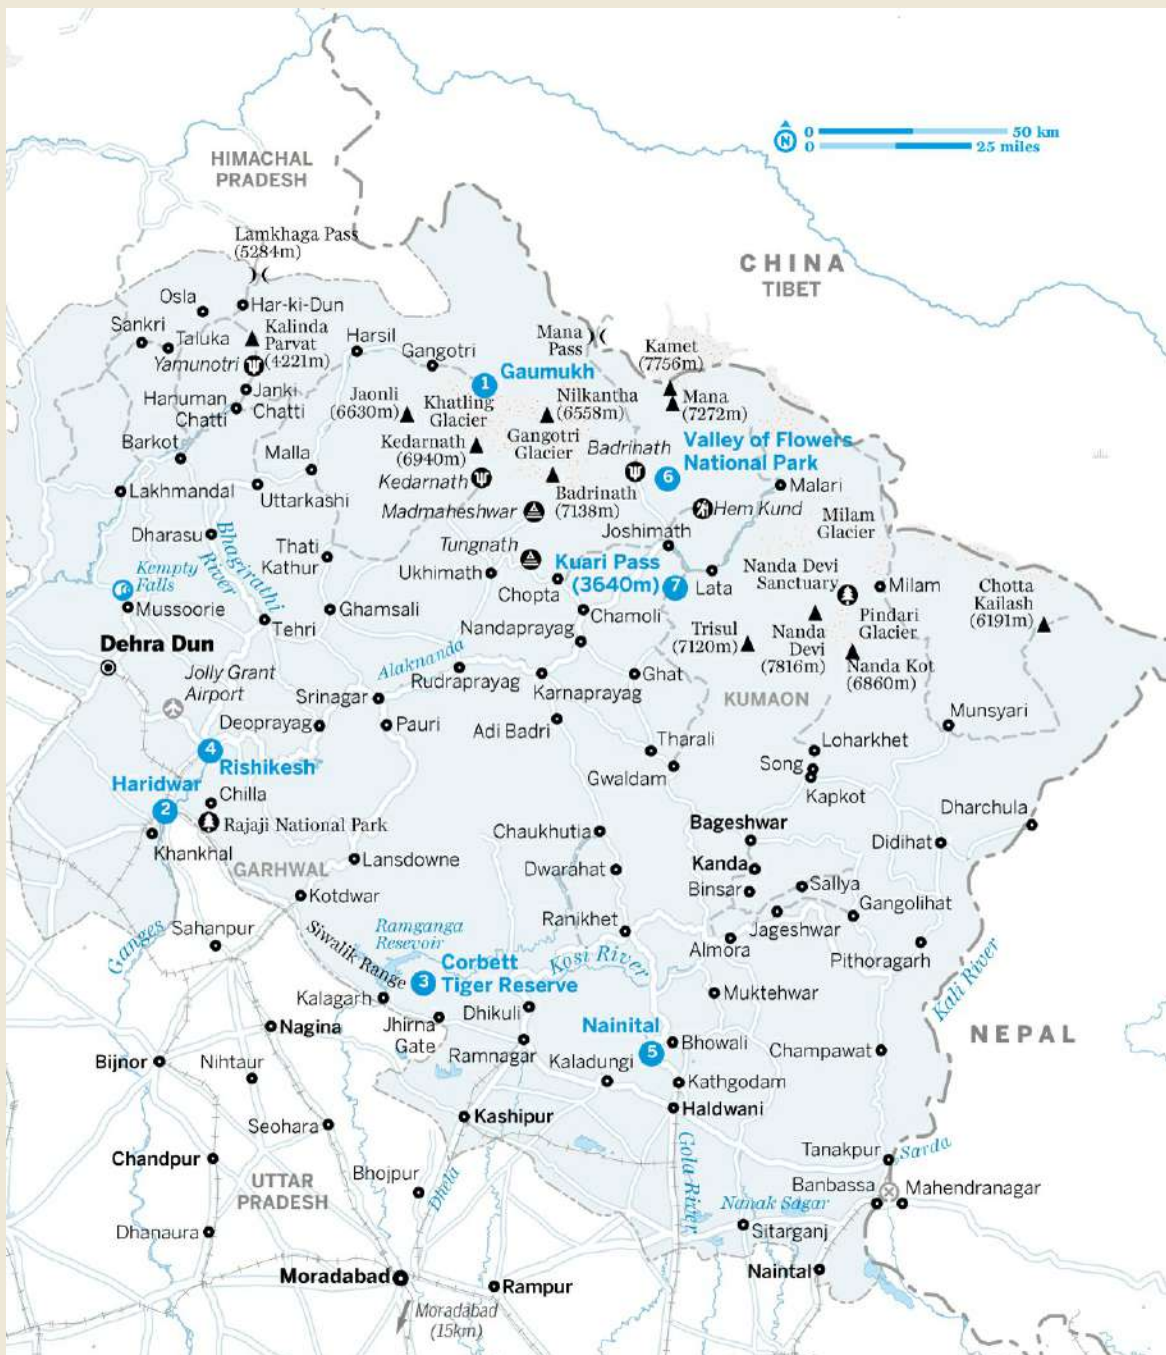 0 50 km
N
0 25 miles
HIMACHAL
PRADESH
Lamkhaga Pass
(5284m)
CHINA
TIBET
Osla
Har-ki-Dun
Sankri
Taluka
Kalinda
Parvat
(4221m)
Yamunotri
Harsil
Gangotri
Mana
Pass
Kamet
(7756m)
Mana
(7272m)
1
Gaumukh
Janki
Chatti
Hanuman
Chatti
Jaonli
(6630m)
Khatling
Glacier
Nilkantha
(6558m)
Barkot
Malla
Kedarnath
(6940m)
Gangotri
Glacier
Badrinath
Valley of Flowers
National Park
6
Kedarnath
Lakhmandal
Uttarkashi
Badrinath
(7138m)
Malari
Madmaheshwar
Hem Kund
Milam
Glacier
Dharasu
Bhagirathi
River
Thati
Kathur
Tungnath
Joshimath
Kempty
Falls
Ukhimath
Chopta
Kuari Pass
(3640m)
7
Lata
Nanda Devi
Sanctuary
Milam
Chotta
Kailash
(6191m)
Mussoorie
Ghamsali
Chamoli
Pindari
Glacier
Tehri
Nandaprayag
Trisul
(7120m)
Nanda
Devi
(7816m)
Nanda Kot
(6860m)
Dehra Dun
Jolly Grant
Airport
Alaknanda
Rudraprayag
Karnaprayag
Ghat
KUMAON
Srinagar
Deoprayag
Pauri
Adi Badri
Munsyari
4
Rishikesh
Tharali
Gwaldam
Loharkhet
Song
Kapkot
Haridwar
2
Chilla
Rajaji National Park
Khankhal
Dharchula
Chaukhutia
Bageshwar
Didihat
GARHWAL
Lansdowne
Dwarahat
Kanda
Binsar
Sallya
Kotdwar
Gangolihat
Ganges
Sahanpur
Siwalik Range
Ramganga
Resevoir
Ranikhet
Jageshwar
Almora
Pithoragarh
Kosi River
3
Corbett
Tiger Reserve
Kali River
Kalagarh
Jhirna
Gate
Dhikuli
Muktehwar
NEPAL
Nagina
Nainital
5
Bhowali
Champawat
Bijnor
Nihtaur
Ramnagar
Kaladungi
Kathgodam
Kashipur
Haldwani
Seohara
Gola River
Tanakpur
Sarda
Chandpur
Bhojpur
Dhela
Banbassa
Mahendranagar
UTTAR
PRADESH
Nanak Sagar
Sitarganj
Dhanaura
Moradabad
Rampur
Naintal
Moradabad
(15km)